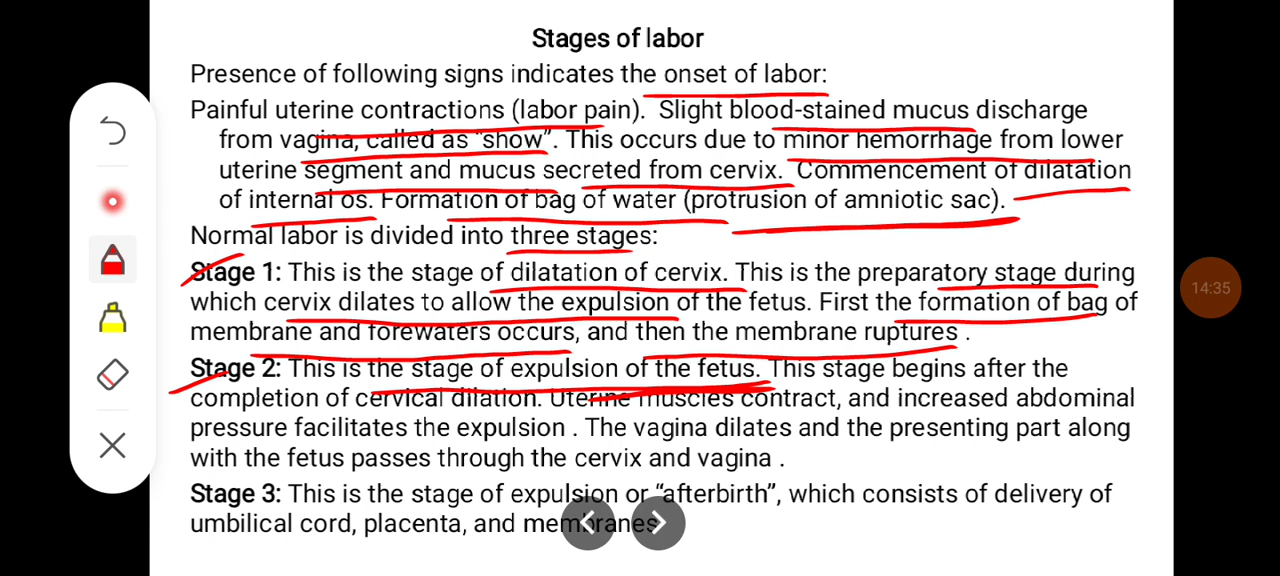 Stages of labor
Presence of following signs indicates the onset of labor:
Painful uterine contractions (labor pain). Slight blood-stained mucus discharge
from vagina, called as "show". This occurs due to minor hemorrhage from lower
uterine segment and mucus secreted from cervix. Commencement of dilatation
of internal os. Formation of bag of water (protrusion of amniotic sac).
Normal labor is divided into three stages:
Stage 1: This is the stage of dilatation of cervix. This is the preparatory stage during
which cervix dilates to allow the expulsion of the fetus. First the formation of bag of
membrane and forewaters occurs, and then the membrane ruptures .
Stage 2: This is the stage of expulsion of the fetus. This stage begins after the
completion of cervical dilation. Uterine muscles contract, and increased abdominal
pressure facilitates the expulsion . The vagina dilates and the presenting part along
with the fetus passes through the cervix and vagina .
Stage 3: This is the stage of expulsion or “afterbirth”, which consists of delivery of
umbilical cord, placenta, and membranes
14:35